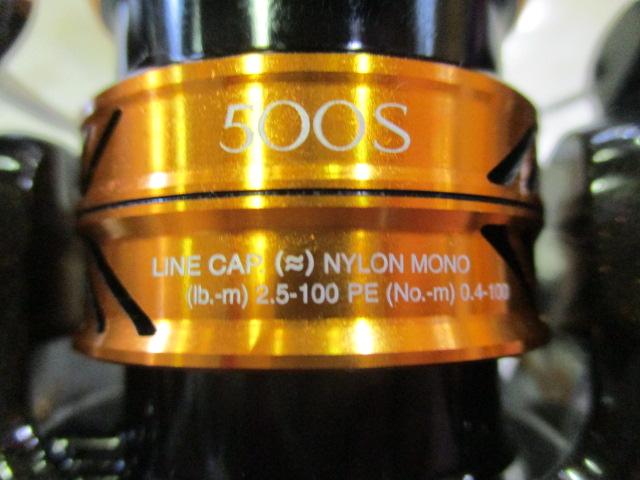 500S
LINE CAP. (≈) NYLON MONO
(lb.-m) 2.5-100 PE (No.-m) 0.4-100